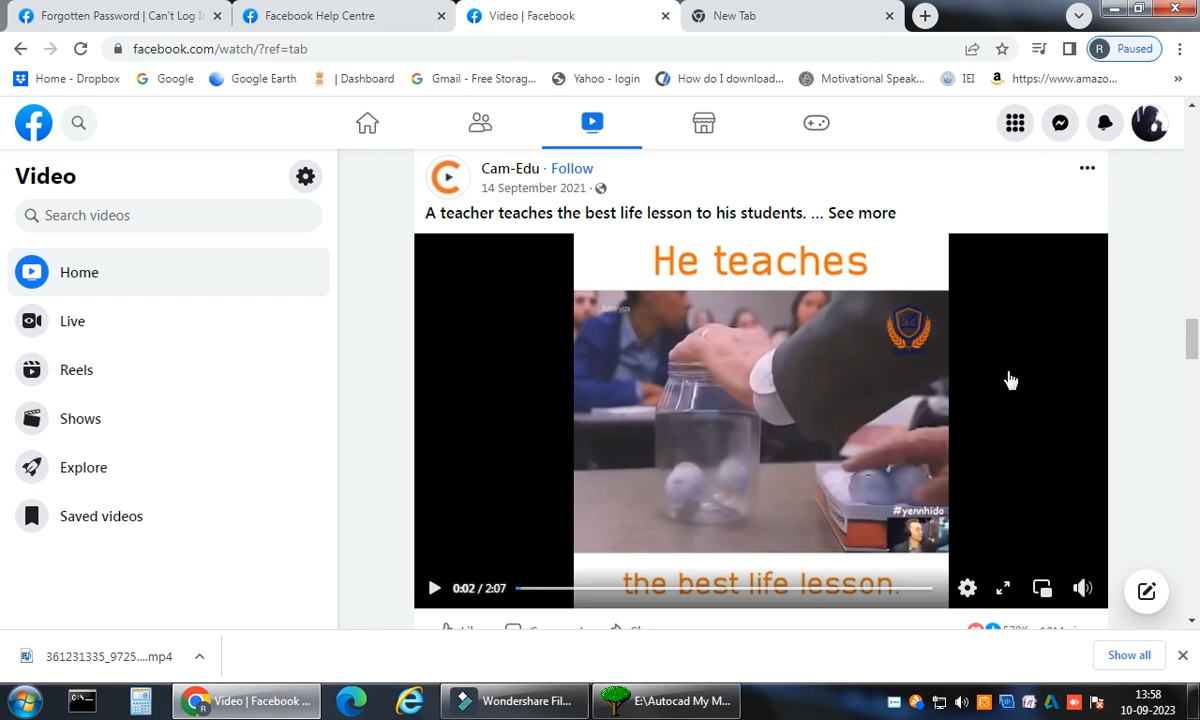 Forgotten Password | Can't Log I
Facebook Help Centre
Video | Facebook
New Tab
facebook.com/watch/?ref=tab
R
Paused
Home - Dropbox
Google
Google Earth
| Dashboard
Gmail - Free Storag...
Yahoo - login
How do I download...
Motivational Speak...
IEI
https://www.amazo...
Video
Search videos
Home
Live
Reels
Shows
Explore
Saved videos
Cam-Edu · Follow
14 September 2021 ·
A teacher teaches the best life lesson to his students. ... See more
He teaches
Cam-Edu
#yennhido
the best life lesson.
0:02 / 2:07
361231335_9725....mp4
Show all
Video | Facebook ...
Wondershare Fil...
E:\Autocad My M...
13:58
10-09-2023